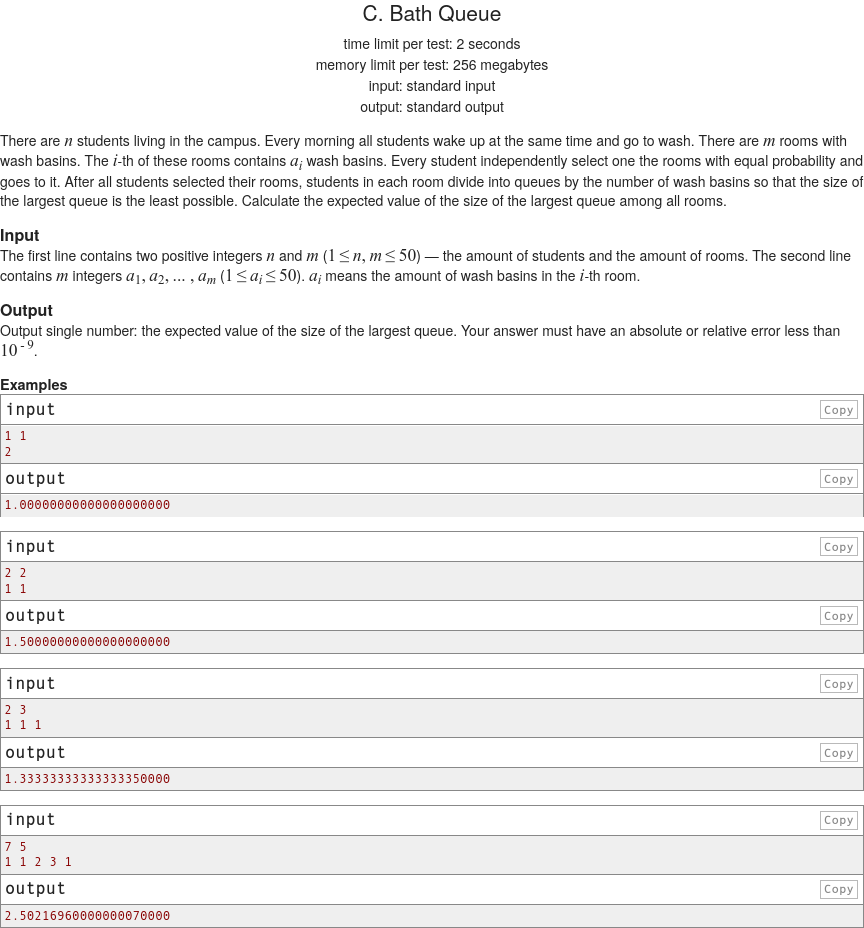 C. Bath Queue
time limit per test: 2 seconds
memory limit per test: 256 megabytes
input: standard input
output: standard output
There are n students living in the campus. Every morning all students wake up at the same time and go to wash. There are m rooms with
wash basins. The i-th of these rooms contains a_i wash basins. Every student independently select one the rooms with equal probability and
goes to it. After all students selected their rooms, students in each room divide into queues by the number of wash basins so that the size of
the largest queue is the least possible. Calculate the expected value of the size of the largest queue among all rooms.
Input
The first line contains two positive integers n and m (1 ≤ n, m ≤ 50) — the amount of students and the amount of rooms. The second line
contains m integers a_1, a_2, ... , a_m (1 ≤ a_i ≤ 50). a_i means the amount of wash basins in the i-th room.
Output
Output single number: the expected value of the size of the largest queue. Your answer must have an absolute or relative error less than
10^{ - 9}.
Examples
input Copy
1 1
2
output Copy
1.00000000000000000000
input Copy
2 2
1 1
output Copy
1.50000000000000000000
input Copy
2 3
1 1 1
output Copy
1.33333333333333350000
input Copy
7 5
1 1 2 3 1
output Copy
2.50216960000000070000